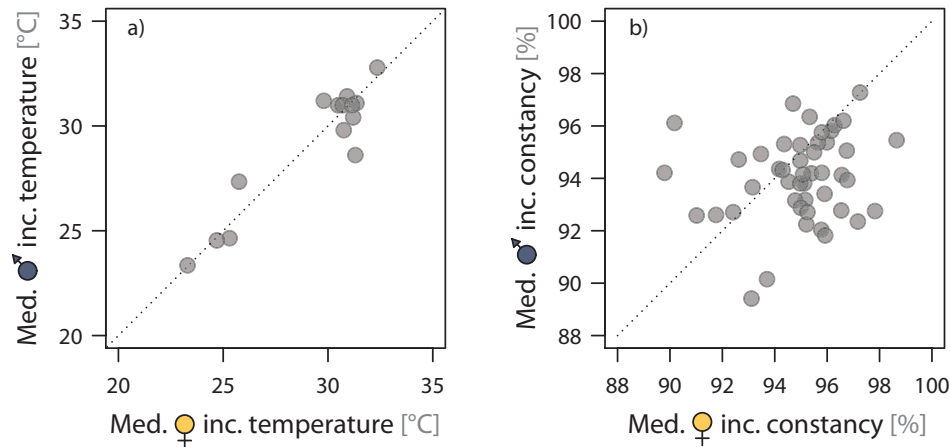 a)
Med. inc. temperature [°C]
35
30
25
20
20 25 30 35
Med. inc. temperature [°C]
b)
Med. inc. constancy [%]
100
98
96
94
92
90
88
88 90 92 94 96 98 100
Med. inc. constancy [%]